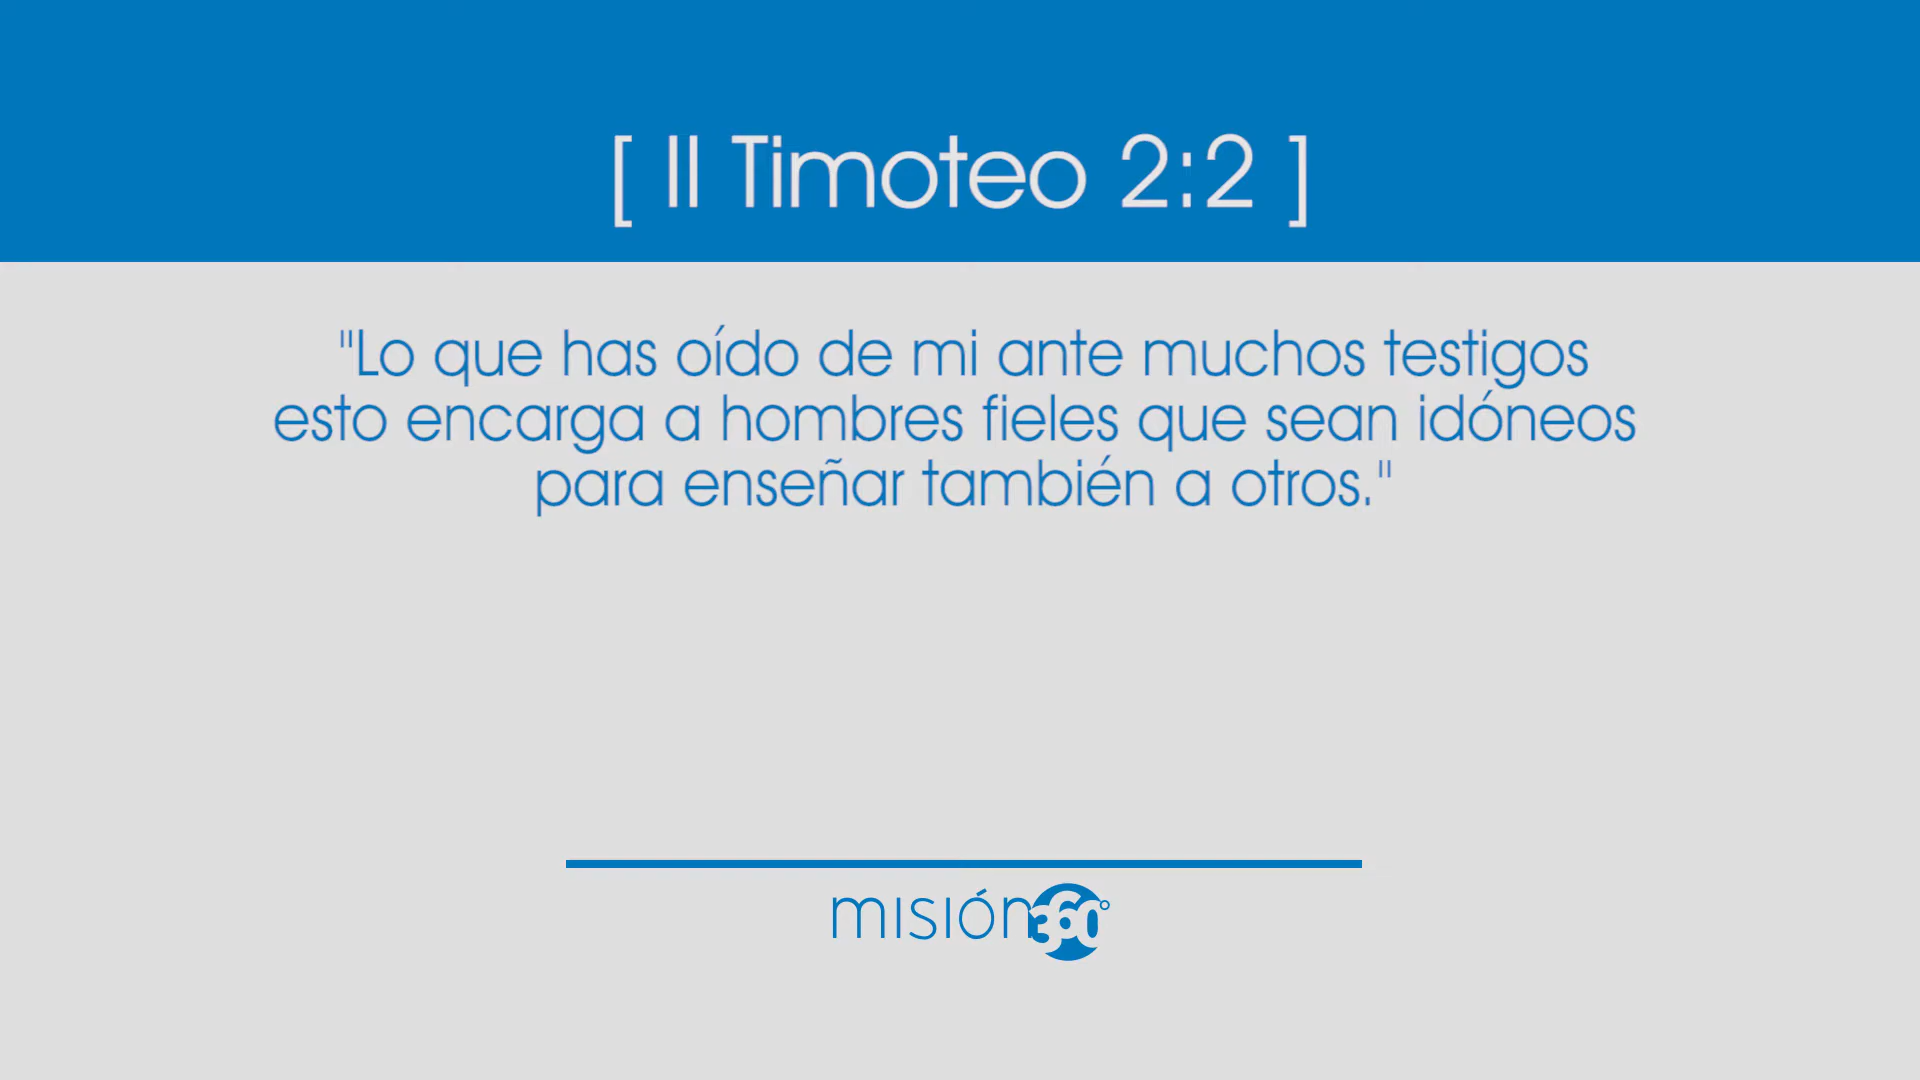 [ II Timoteo 2:2 ]
"Lo que has oído de mi ante muchos testigos
esto encarga a hombres fieles que sean idóneos
para enseñar también a otros."
misión360°